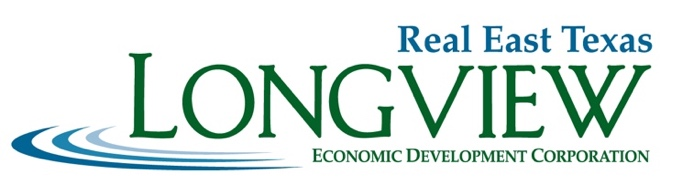 Real East Texas
LONGVIEW
ECONOMIC DEVELOPMENT CORPORATION